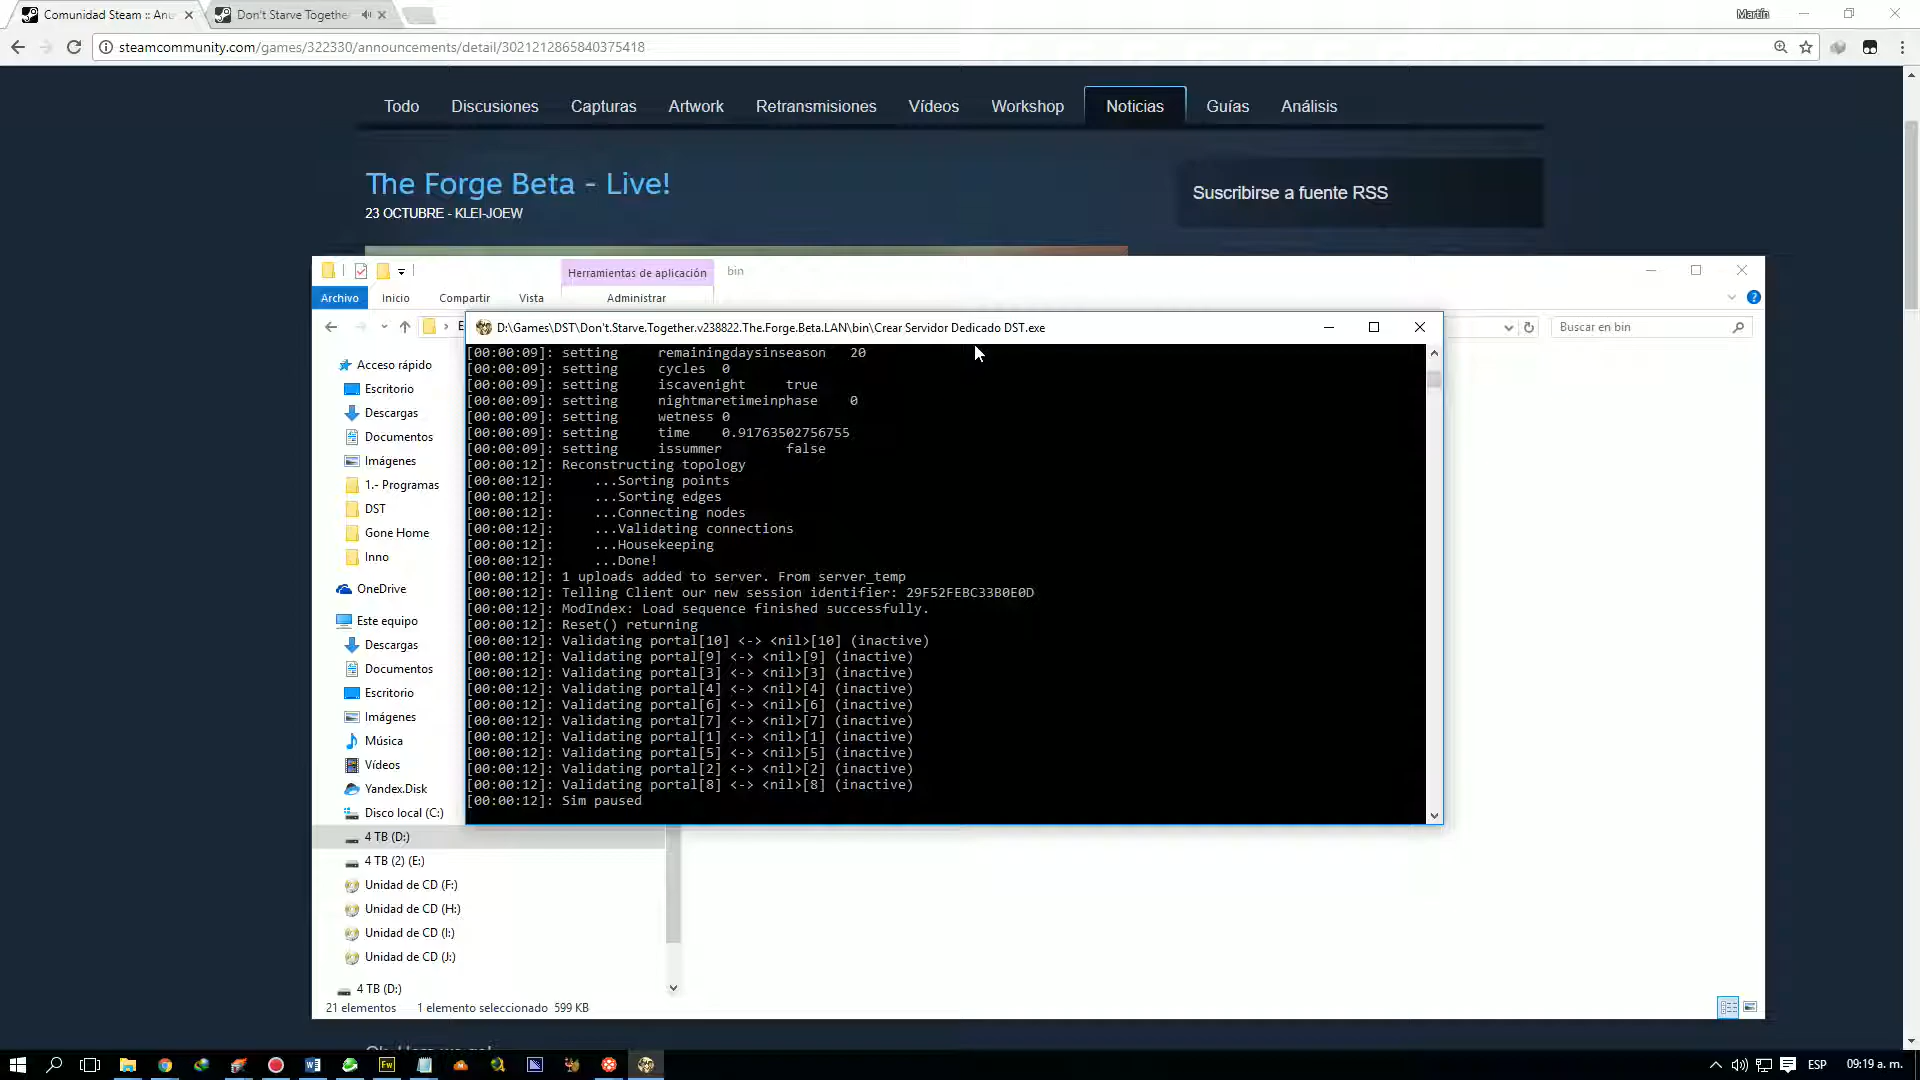 Comunidad Steam :: Anu
Don't Starve Together
Martín
steamcommunity.com/games/322330/announcements/detail/3021212865840375418
Todo
Discusiones
Capturas
Artwork
Retransmisiones
Vídeos
Workshop
Noticias
Guías
Análisis
The Forge Beta - Live!
23 OCTUBRE - KLEI-JOEW
Suscribirse a fuente RSS
Herramientas de aplicación
bin
Archivo
Inicio
Compartir
Vista
Administrar
E
Buscar en bin
D:\Games\DST\Don't.Starve.Together.v238822.The.Forge.Beta.LAN\bin\Crear Servidor Dedicado DST.exe
[00:00:09]: setting remainingdaysinseason 20
[00:00:09]: setting cycles 0
[00:00:09]: setting iscavenight true
[00:00:09]: setting nightmaretimeinphase 0
[00:00:09]: setting wetness 0
[00:00:09]: setting time 0.91763502756755
[00:00:09]: setting issummer false
[00:00:12]: Reconstructing topology
[00:00:12]: ...Sorting points
[00:00:12]: ...Sorting edges
[00:00:12]: ...Connecting nodes
[00:00:12]: ...Validating connections
[00:00:12]: ...Housekeeping
[00:00:12]: ...Done!
[00:00:12]: 1 uploads added to server. From server_temp
[00:00:12]: Telling Client our new session identifier: 29F52FEBC33B0E0D
[00:00:12]: ModIndex: Load sequence finished successfully.
[00:00:12]: Reset() returning
[00:00:12]: Validating portal[10] <-> <nil>[10] (inactive)
[00:00:12]: Validating portal[9] <-> <nil>[9] (inactive)
[00:00:12]: Validating portal[3] <-> <nil>[3] (inactive)
[00:00:12]: Validating portal[4] <-> <nil>[4] (inactive)
[00:00:12]: Validating portal[6] <-> <nil>[6] (inactive)
[00:00:12]: Validating portal[7] <-> <nil>[7] (inactive)
[00:00:12]: Validating portal[1] <-> <nil>[1] (inactive)
[00:00:12]: Validating portal[5] <-> <nil>[5] (inactive)
[00:00:12]: Validating portal[2] <-> <nil>[2] (inactive)
[00:00:12]: Validating portal[8] <-> <nil>[8] (inactive)
[00:00:12]: Sim paused
Acceso rápido
Escritorio
Descargas
Documentos
Imágenes
1.- Programas
DST
Gone Home
Inno
OneDrive
Este equipo
Descargas
Documentos
Escritorio
Imágenes
Música
Vídeos
Yandex.Disk
Disco local (C:)
4 TB (D:)
4 TB (2) (E:)
Unidad de CD (F:)
Unidad de CD (H:)
Unidad de CD (I:)
Unidad de CD (J:)
4 TB (D:)
21 elementos
1 elemento seleccionado 599 KB
ESP
09:19 a. m.